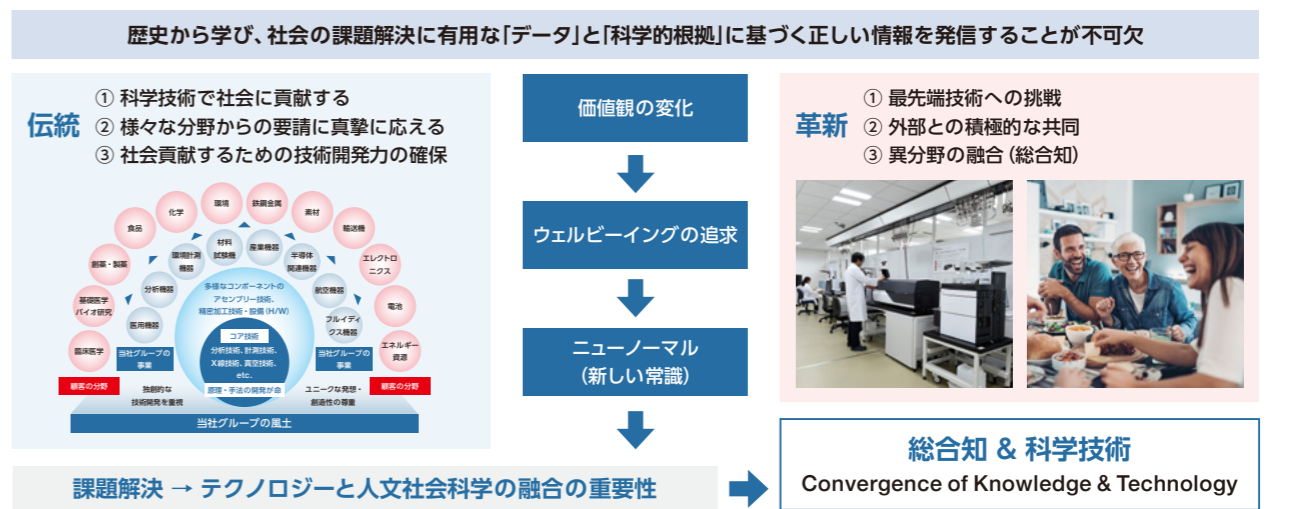 歴史から学び、社会の課題解決に有用な「データ」と「科学的根拠」に基づく正しい情報を発信することが不可欠
伝統
① 科学技術で社会に貢献する
② 様々な分野からの要請に真摯に応える
③ 社会貢献するための技術開発力の確保
臨床医学
基礎医学
バイオ研究
創薬・製薬
食品
化学
環境
鉄鋼金属
素材
輸送機
エレクトロ
ニクス
電池
エネルギー
資源
医用機器
分析機器
環境計測
機器
材料
試験機
産業機器
半導体
関連機器
航空機器
フルイディ
クス機器
多様なコンポーネントの
アセンブリー技術、
精密加工技術・設備(H/W)
コア技術
分析技術、計測技術、
X線技術、真空技術、
etc.
原理・手法の開発が命
当社グループの
事業
当社グループの
事業
顧客の分野
顧客の分野
独創的な
技術開発を重視
ユニークな発想・
創造性の尊重
当社グループの風土
価値観の変化
ウェルビーイングの追求
ニューノーマル
(新しい常識)
革新
① 最先端技術への挑戦
② 外部との積極的な共同
③ 異分野の融合(総合知)
課題解決 → テクノロジーと人文社会科学の融合の重要性
総合知 & 科学技術
Convergence of Knowledge & Technology